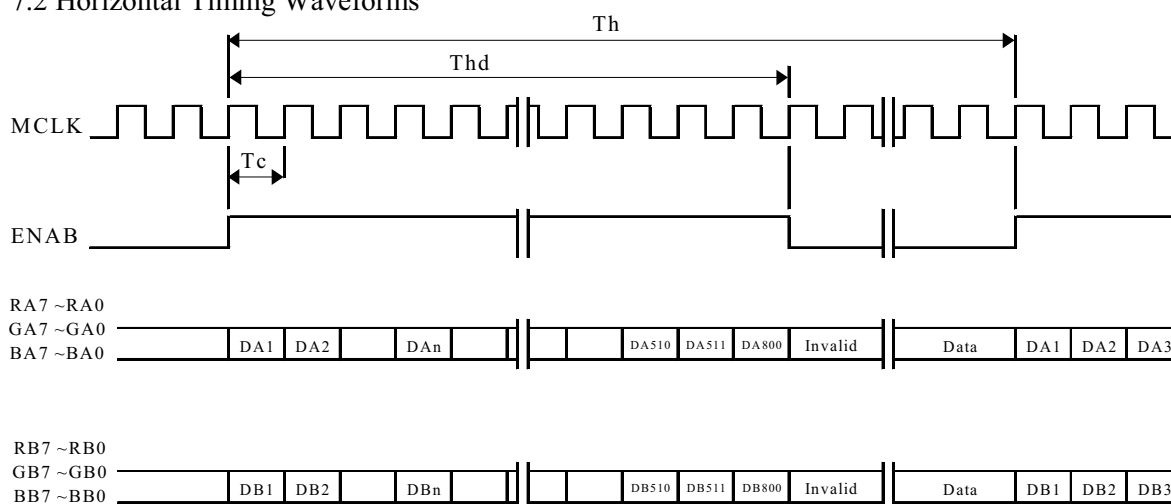 7.2 Horizontal Timing Waveforms
Th
Thd
MCLK
Tc
ENAB
RA7 ~RA0
GA7 ~GA0
BA7 ~BA0
DA1 DA2 DAn DA510 DA511 DA800 Invalid Data DA1 DA2 DA3
RB7 ~RB0
GB7 ~GB0
BB7 ~BB0
DB1 DB2 DBn DB510 DB511 DB800 Invalid Data DB1 DB2 DB3